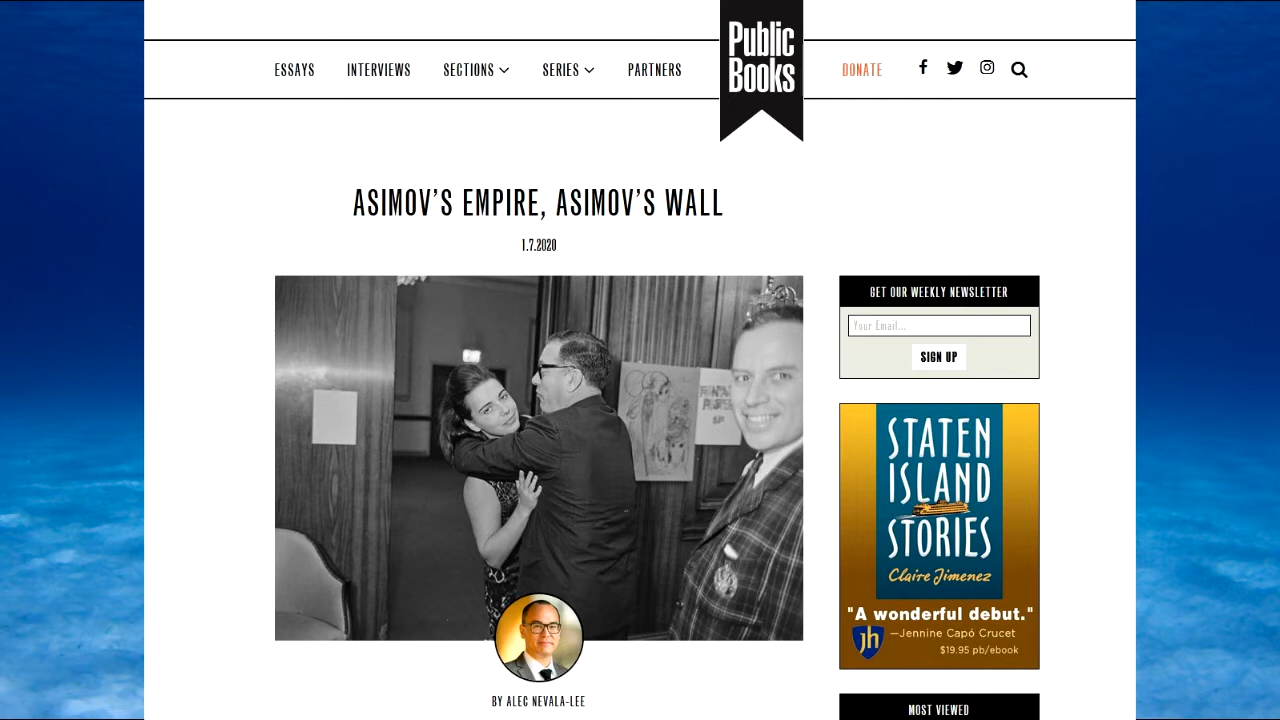 Public
Books
ESSAYS INTERVIEWS SECTIONS SERIES PARTNERS DONATE
ASIMOV’S EMPIRE, ASIMOV’S WALL
1.7.2020
BY ALEC NEVALA-LEE
GET OUR WEEKLY NEWSLETTER
Your Email...
SIGN UP
STATEN
ISLAND
STORIES
Claire Jimenez
"A wonderful debut."
jh
—Jennine Capó Crucet
$19.95 pb/ebook
MOST VIEWED